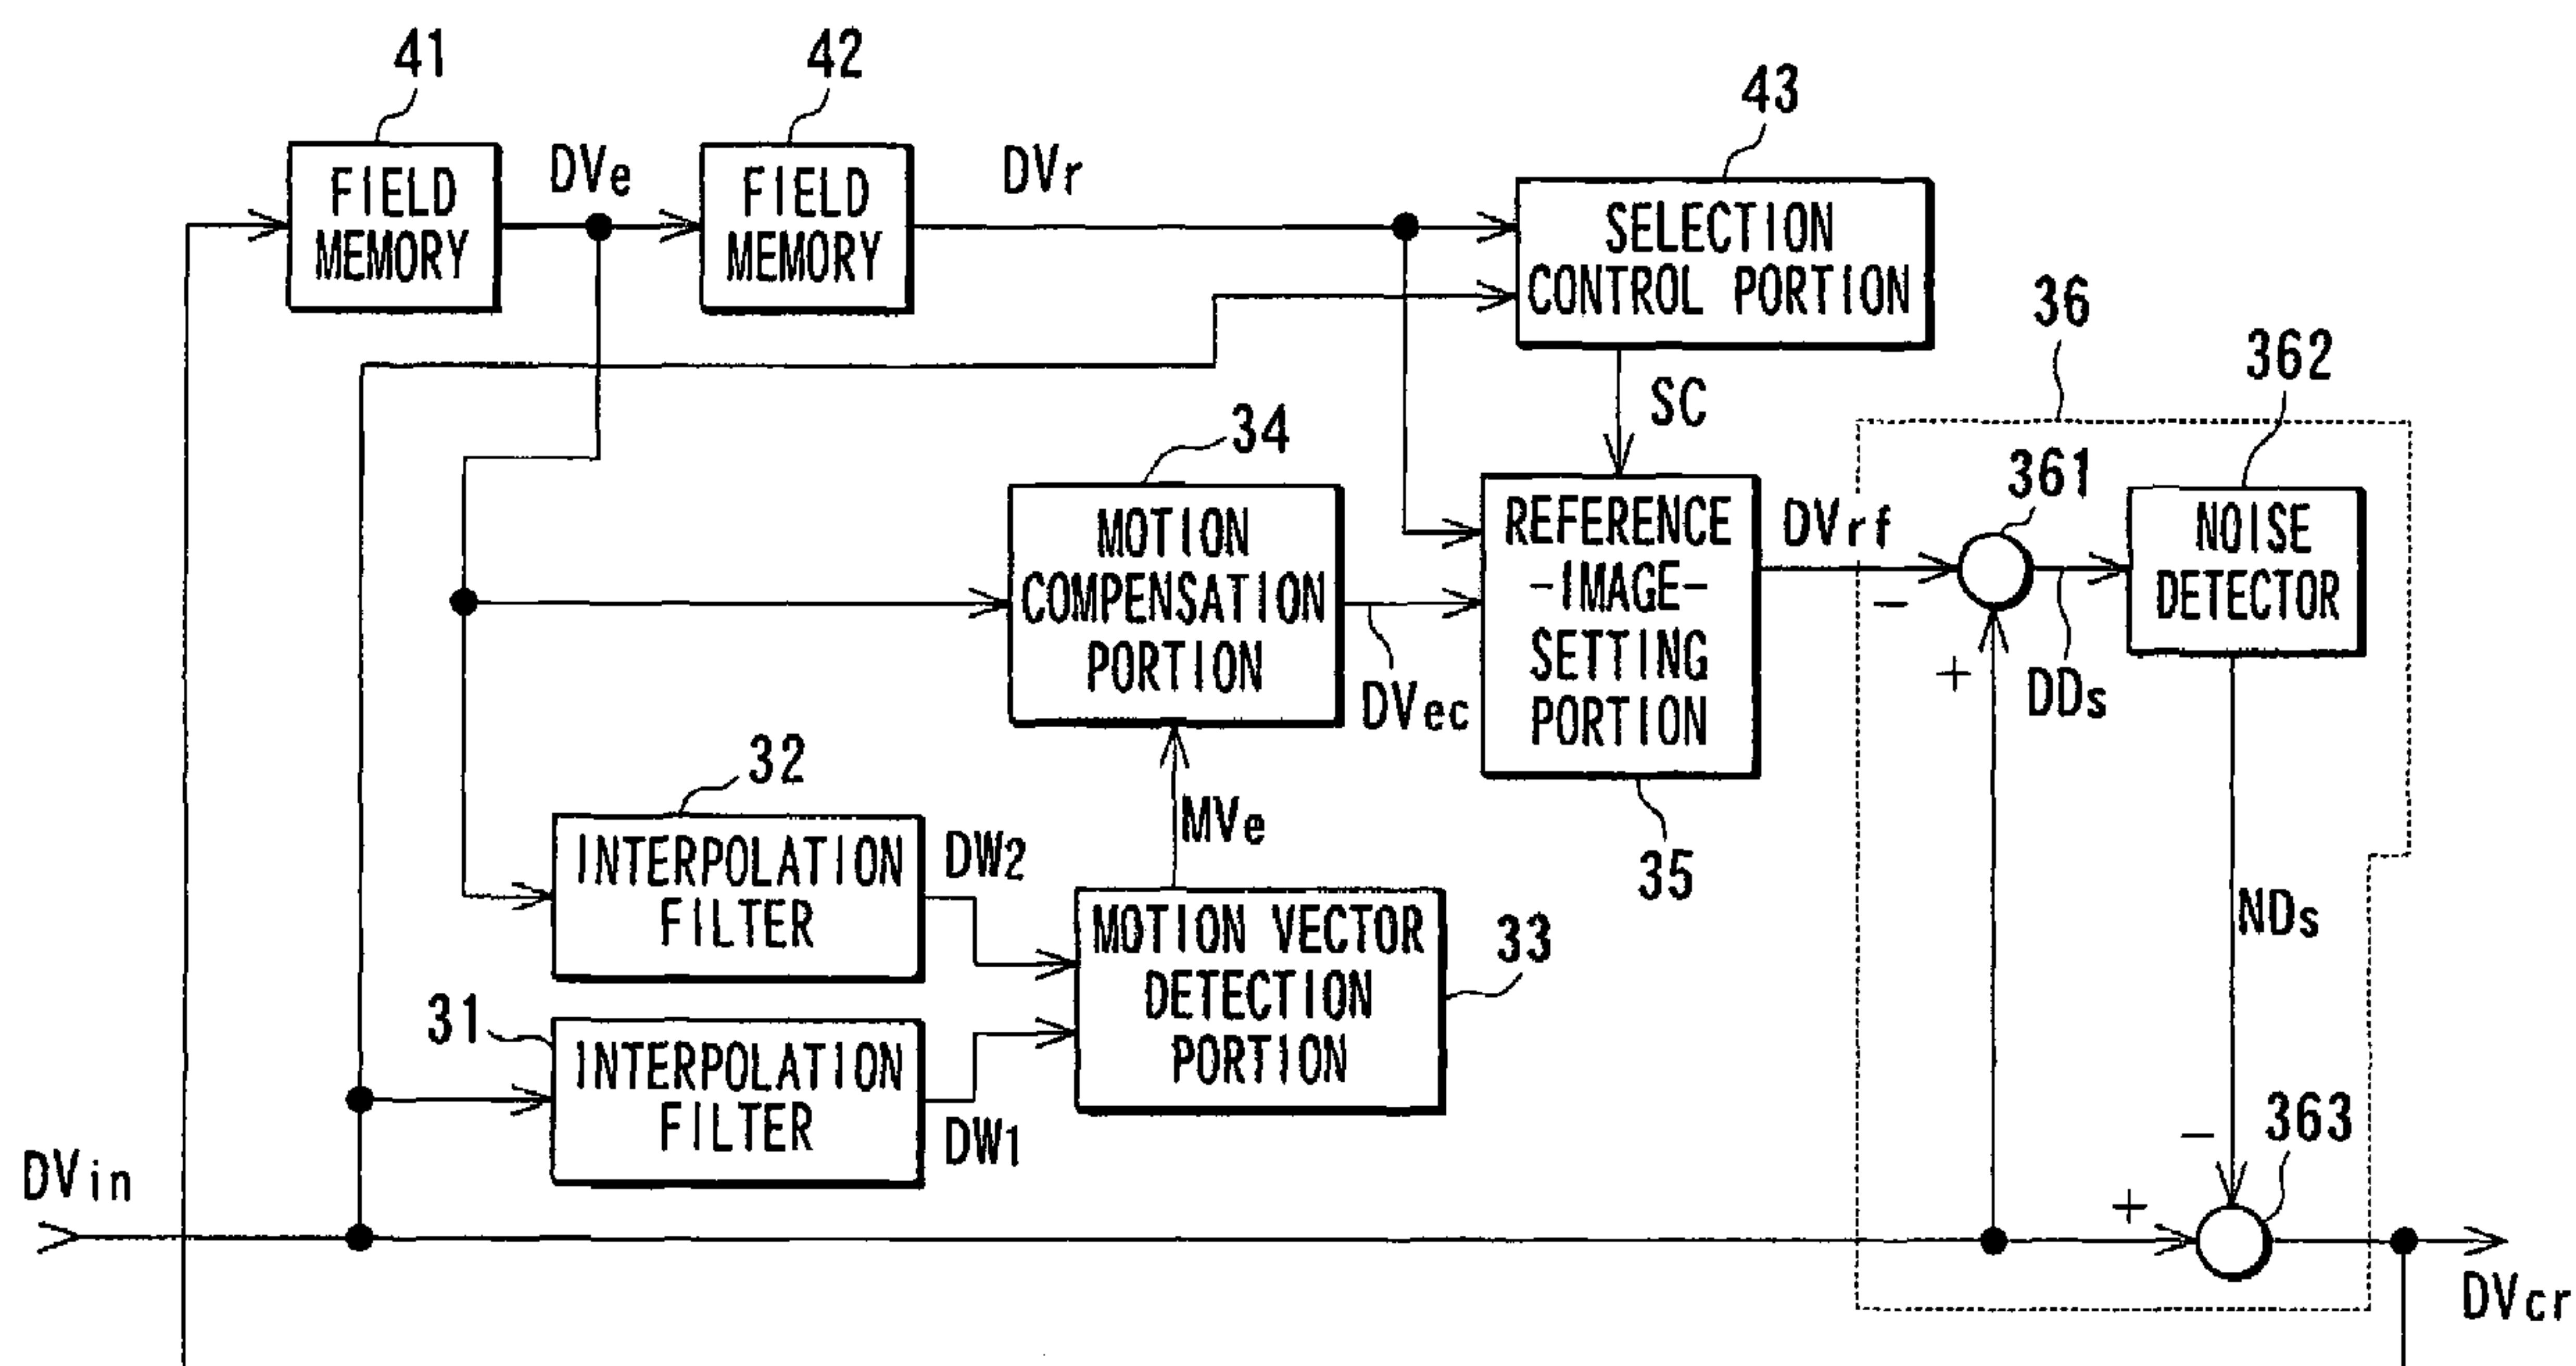 41
42
43
FIELD
MEMORY
DVe
FIELD
MEMORY
DVr
SELECTION
CONTROL PORTION
36
362
SC
34
361
MOTION
COMPENSATION
PORTION
DVec
REFERENCE
-IMAGE-
SETTING
PORTION
DVrf
-
+
DDs
NOISE
DETECTOR
32
MVe
35
INTERPOLATION
FILTER
DW2
MOTION VECTOR
DETECTION
PORTION
33
NDs
31
INTERPOLATION
FILTER
DW1
363
-
+
DVin
DVcr